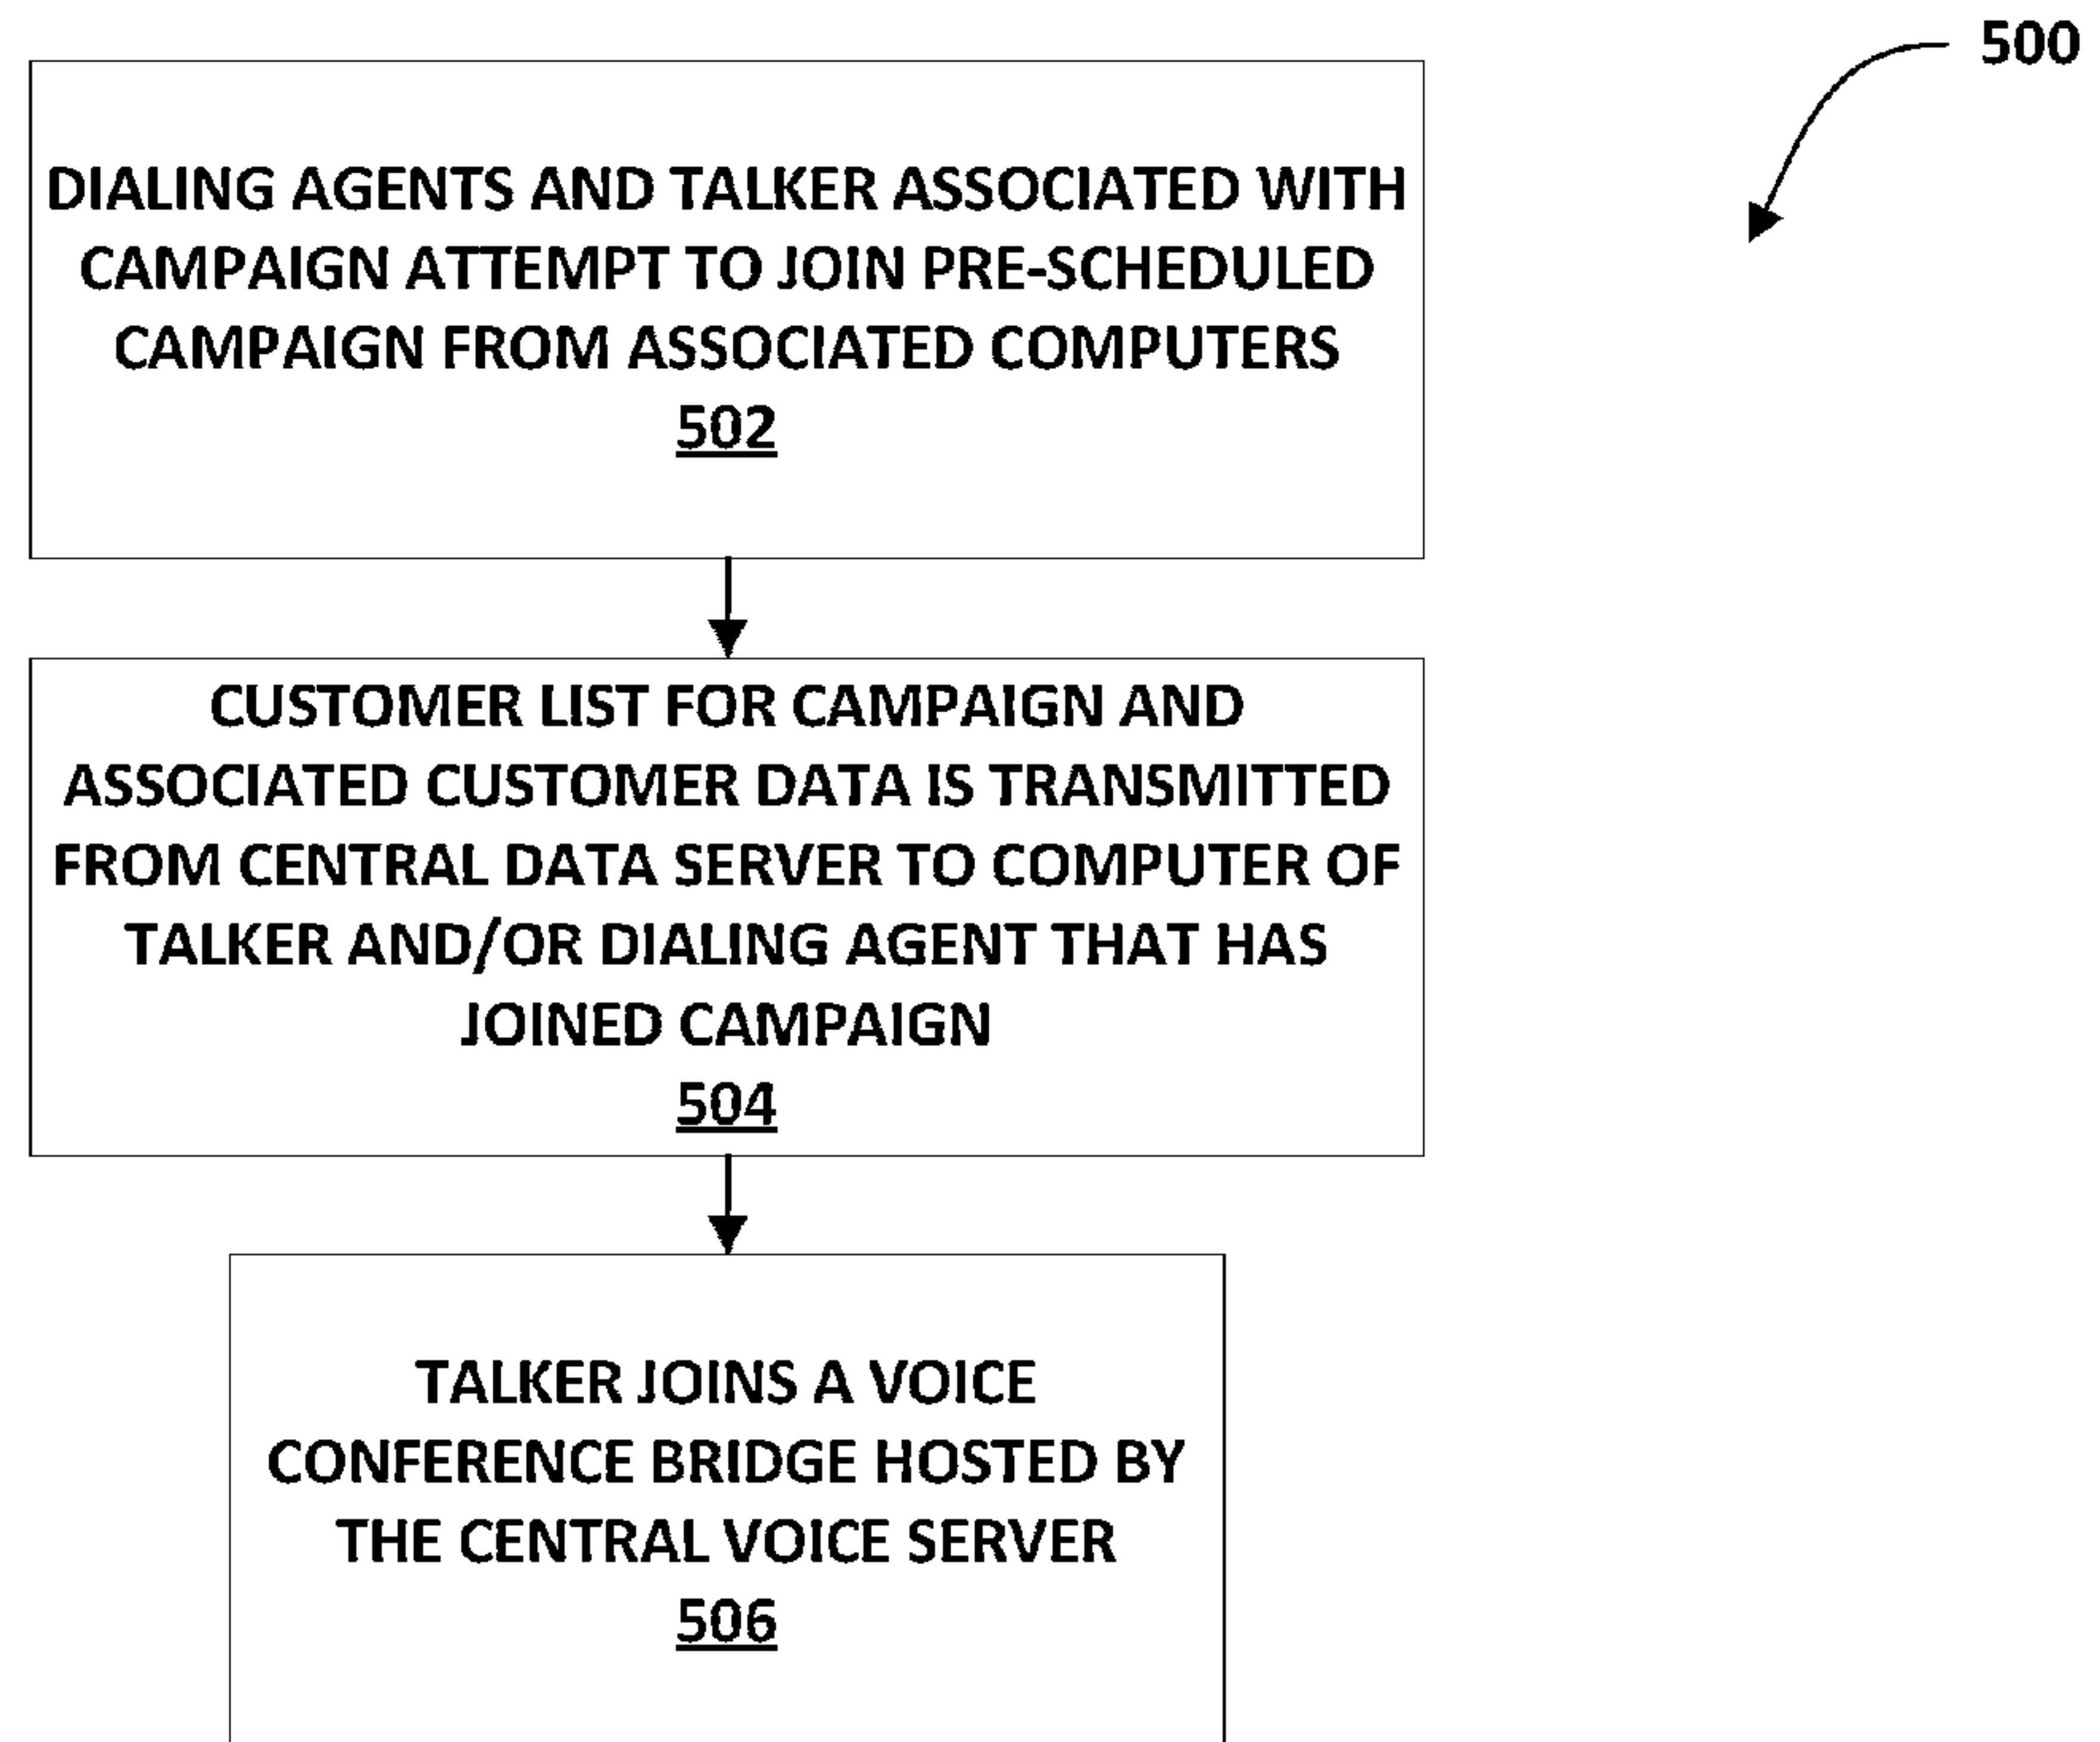 500
DIALING AGENTS AND TALKER ASSOCIATED WITH
CAMPAIGN ATTEMPT TO JOIN PRE-SCHEDULED
CAMPAIGN FROM ASSOCIATED COMPUTERS
502
CUSTOMER LIST FOR CAMPAIGN AND
ASSOCIATED CUSTOMER DATA IS TRANSMITTED
FROM CENTRAL DATA SERVER TO COMPUTER OF
TALKER AND/OR DIALING AGENT THAT HAS
JOINED CAMPAIGN
504
TALKER JOINS A VOICE
CONFERENCE BRIDGE HOSTED BY
THE CENTRAL VOICE SERVER
506